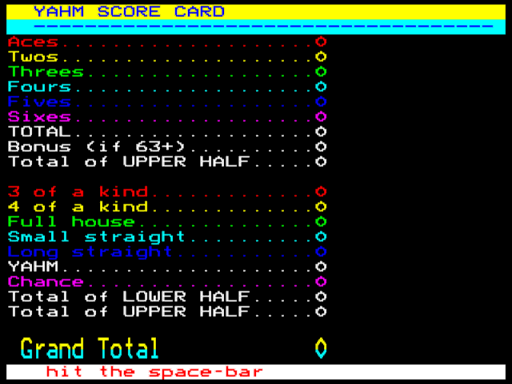 YAHM SCORE CARD
------------------------------------
Aces....................0
Twos....................0
Threes..................0
Fours...................0
Fives...................0
Sixes...................0
TOTAL...................0
Bonus (if 63+)..........0
Total of UPPER HALF.....0
3 of a kind.............0
4 of a kind.............0
Full house..............0
Small straight..........0
Long straight...........0
YAHM....................0
Chance..................0
Total of LOWER HALF.....0
Total of UPPER HALF.....0
Grand Total 0
hit the space-bar